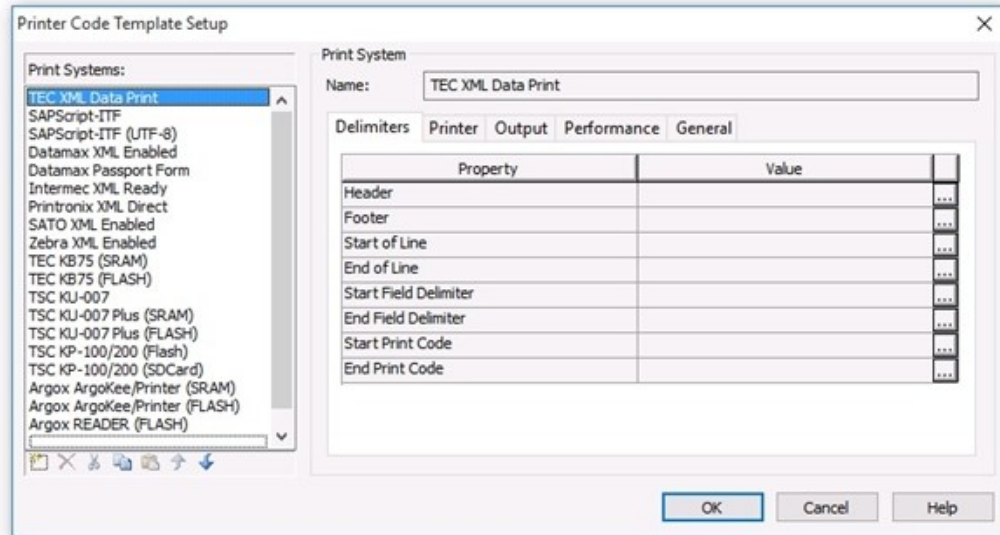 Printer Code Template Setup
Print Systems:
TEC XML Data Print
SAPScript-ITF
SAPScript-ITF (UTF-8)
Datamax XML Enabled
Datamax Passport Form
Intermec XML Ready
Printronix XML Direct
SATO XML Enabled
Zebra XML Enabled
TEC KB75 (SRAM)
TEC KB75 (FLASH)
TSC KU-007
TSC KU-007 Plus (SRAM)
TSC KU-007 Plus (FLASH)
TSC KP-100/200 (Flash)
TSC KP-100/200 (SDCard)
Argox ArgoKee/Printer (SRAM)
Argox ArgoKee/Printer (FLASH)
Argox READER (FLASH)
Print System
Name: TEC XML Data Print
Delimiters Printer Output Performance General
Property Value
Header ...
Footer ...
Start of Line ...
End of Line ...
Start Field Delimiter ...
End Field Delimiter ...
Start Print Code ...
End Print Code ...
OK Cancel Help